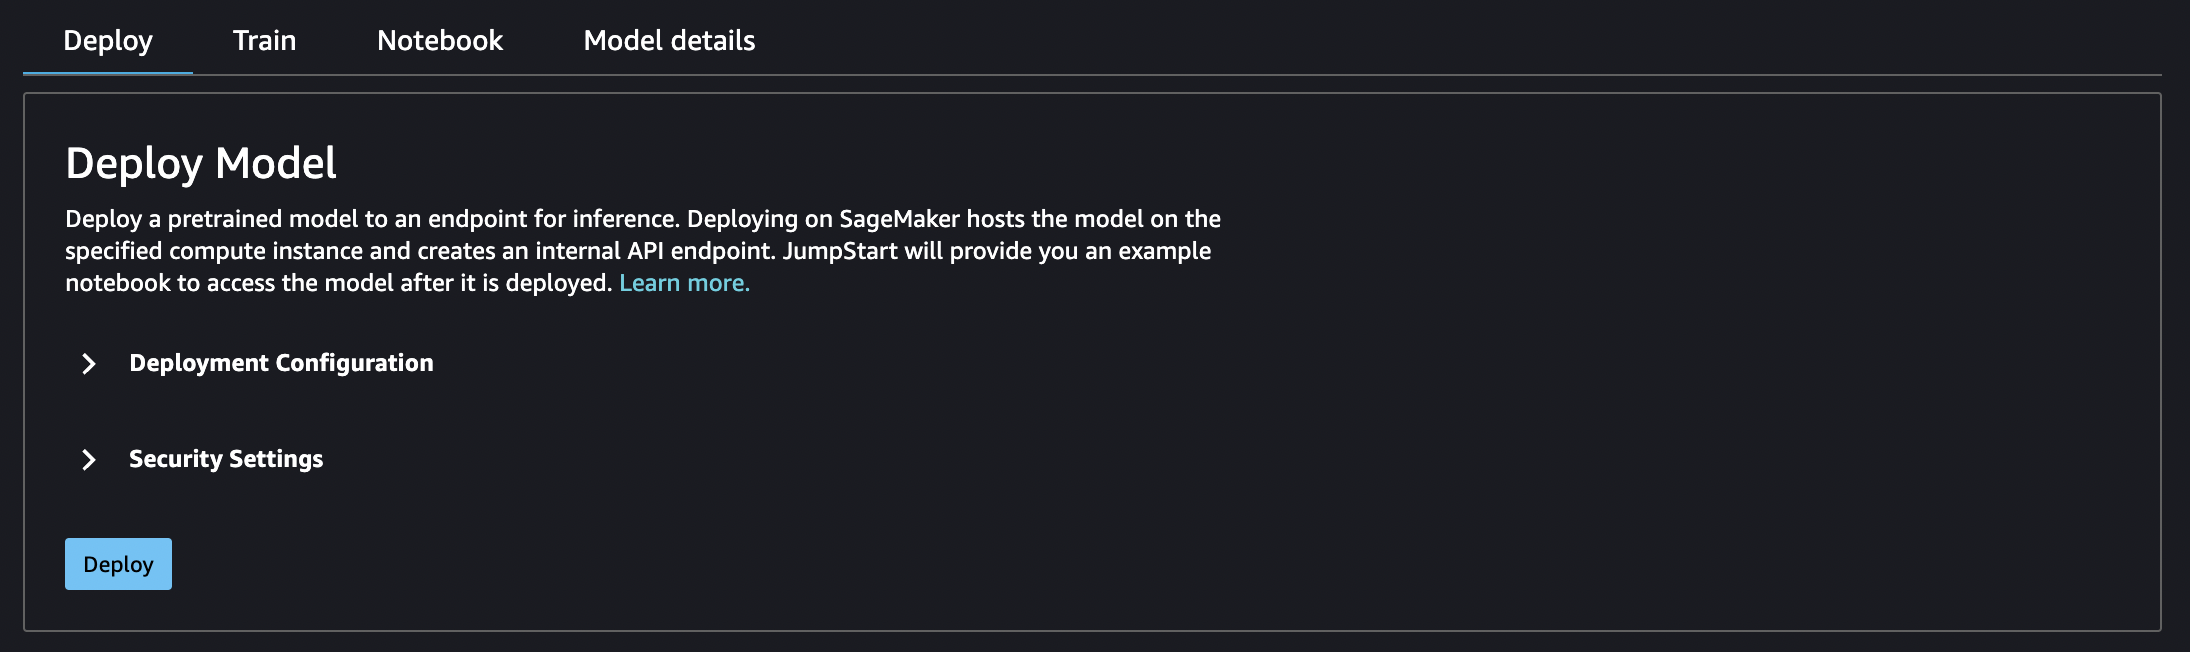 Deploy Train Notebook Model details
Deploy Model
Deploy a pretrained model to an endpoint for inference. Deploying on SageMaker hosts the model on the
specified compute instance and creates an internal API endpoint. JumpStart will provide you an example
notebook to access the model after it is deployed. Learn more.
Deployment Configuration
Security Settings
Deploy